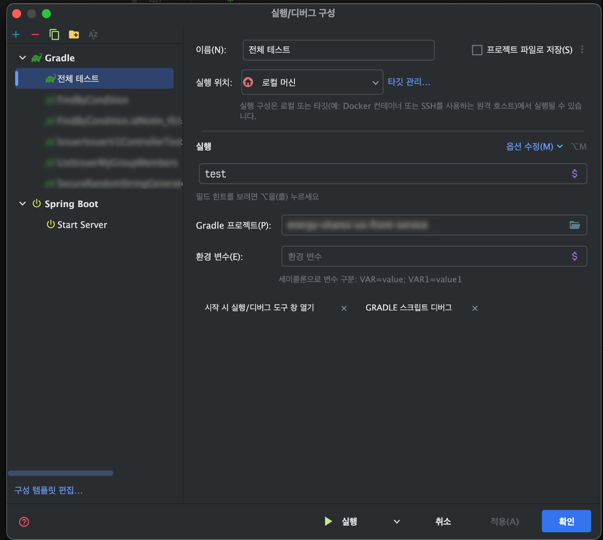 실행/디버그 구성
Gradle
전체 테스트
Spring Boot
Start Server
구성 템플릿 편집...
이름(N):
전체 테스트
프로젝트 파일로 저장(S)
실행 위치:
로컬 머신
타깃 관리...
실행 구성은 로컬 또는 타깃(예: Docker 컨테이너 또는 SSH를 사용하는 원격 호스트)에서 실행될 수 있습
니다.
실행
옵션 수정(M)
⌥M
test
$
필드 힌트를 보려면 ⌥을(를) 누르세요
Gradle 프로젝트(P):
환경 변수(E):
환경 변수
$
세미콜론으로 변수 구분: VAR=value; VAR1=value1
시작 시 실행/디버그 도구 창 열기 ×
GRADLE 스크립트 디버그 ×
?
실행
취소
적용(A)
확인